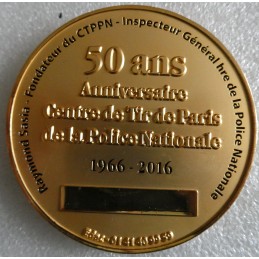 Raymond Sasia - Fondateur du CTPPN - Inspecteur Général hre de la Police Nationale
50 ans
Anniversaire
Centre de Tir de Paris
de la Police Nationale
1966 - 2016